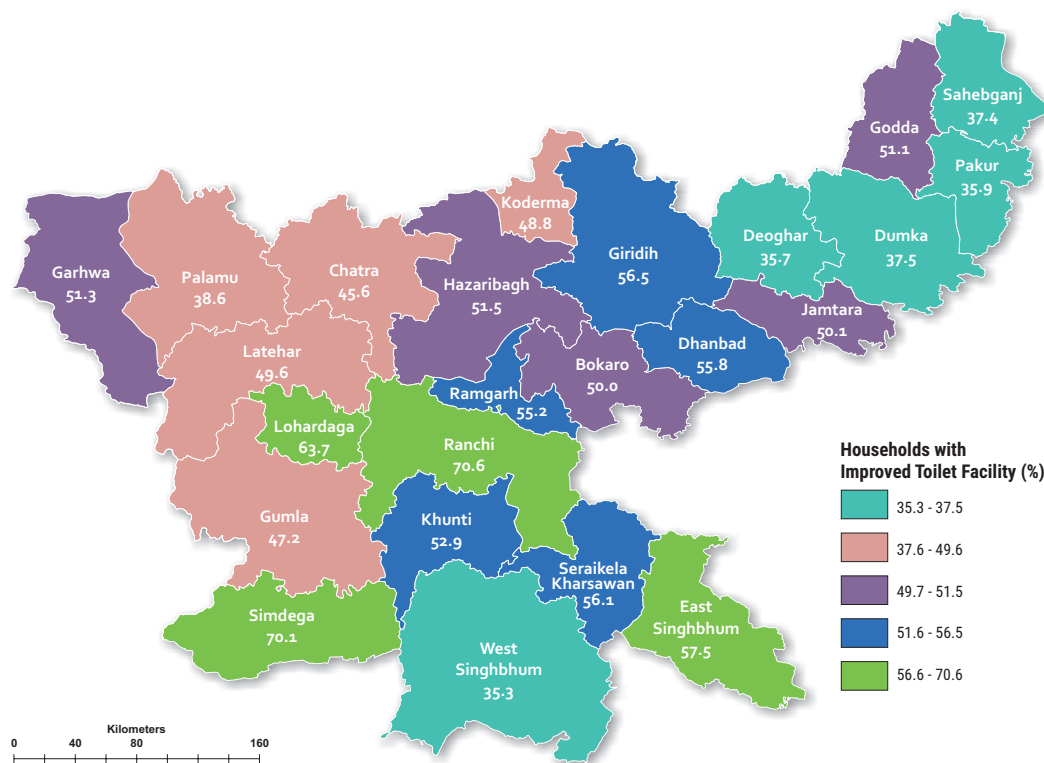 Sahebganj
37.4
Godda
51.1
Pakur
35.9
Koderma
48.8
Deoghar
35.7
Dumka
37.5
Giridih
56.5
Garhwa
51.3
Palamu
38.6
Chatra
45.6
Hazaribagh
51.5
Jamtara
50.1
Dhanbad
55.8
Latehar
49.6
Bokaro
50.0
Ramgarh
55.2
Lohardaga
63.7
Ranchi
70.6
Gumla
47.2
Khunti
52.9
Seraikela
Kharsawan
56.1
Simdega
70.1
East
Singhbhum
57.5
West
Singhbhum
35.3
Households with
Improved Toilet Facility (%)
35.3 - 37.5
37.6 - 49.6
49.7 - 51.5
51.6 - 56.5
56.6 - 70.6
Kilometers
0 40 80 160